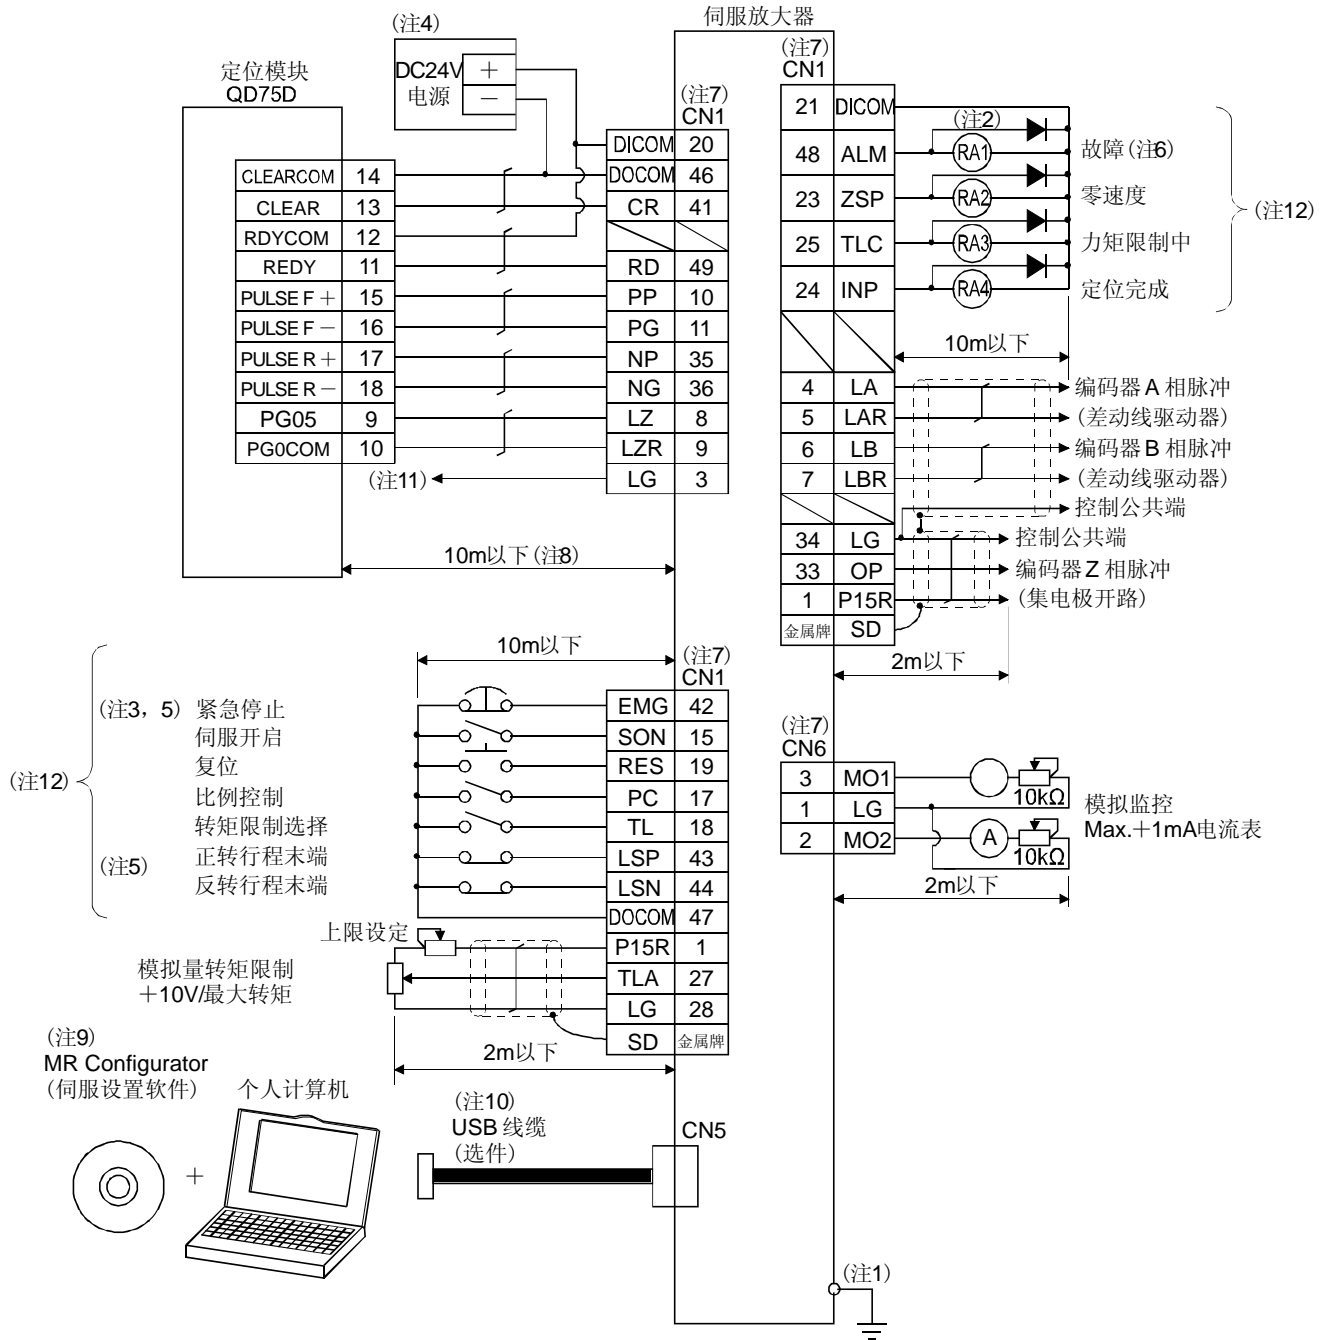 伺服放大器
(注4)
DC24V
电源
+
−
定位模块
QD75D
(注7)
CN1
DICOM 20
CLEARCOM 14 DOCOM 46
CLEAR 13 CR 41
RDYCOM 12
REDY 11 RD 49
PULSE F + 15 PP 10
PULSE F − 16 PG 11
PULSE R + 17 NP 35
PULSE R − 18 NG 36
PG05 9 LZ 8
PG0COM 10 LZR 9
(注11) LG 3
10m以下(注8)
(注7)
CN1
21 DICOM
(注2)
48 ALM RA1 故障(注6)
23 ZSP RA2 零速度
25 TLC RA3 力矩限制中
24 INP RA4 定位完成
(注12)
10m以下
4 LA 编码器A相脉冲
5 LAR (差动线驱动器)
6 LB 编码器B相脉冲
7 LBR (差动线驱动器)
控制公共端
34 LG 控制公共端
33 OP 编码器Z相脉冲
1 P15R (集电极开路)
金属牌 SD
2m以下
10m以下
(注7)
CN1
(注3，5) 紧急停止 EMG 42
伺服开启 SON 15
复位 RES 19
(注12)
比例控制 PC 17
转矩限制选择 TL 18
(注5)
正转行程末端 LSP 43
反转行程末端 LSN 44
DOCOM 47
上限设定 P15R 1
模拟量转矩限制 TLA 27
+10V/最大转矩 LG 28
SD 金属牌
2m以下
(注7)
CN6
3 MO1 10kΩ
1 LG
2 MO2 A 10kΩ
模拟监控
Max.+1mA电流表
2m以下
(注9)
MR Configurator
(伺服设置软件) 个人计算机
+
(注10)
USB 线缆
(选件)
CN5
(注1)